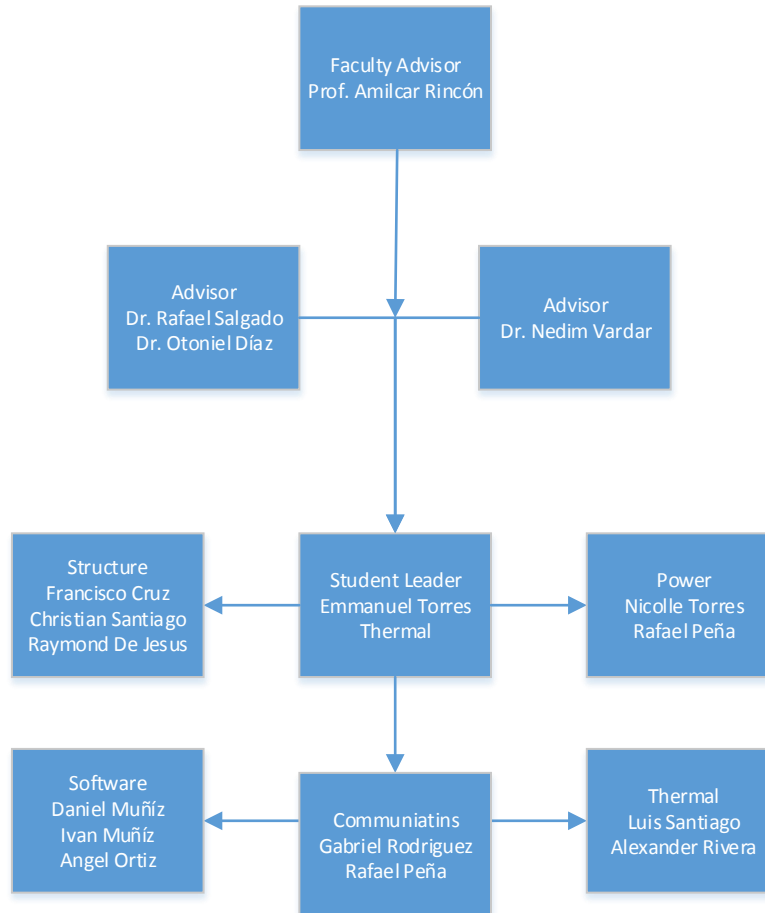 Faculty Advisor
Prof. Amilcar Rincón
Advisor
Dr. Rafael Salgado
Dr. Otoniel Díaz
Advisor
Dr. Nedim Vardar
Structure
Francisco Cruz
Christian Santiago
Raymond De Jesus
Student Leader
Emmanuel Torres
Thermal
Power
Nicolle Torres
Rafael Peña
Software
Daniel Muñíz
Ivan Muñíz
Angel Ortiz
Communiatins
Gabriel Rodriguez
Rafael Peña
Thermal
Luis Santiago
Alexander Rivera